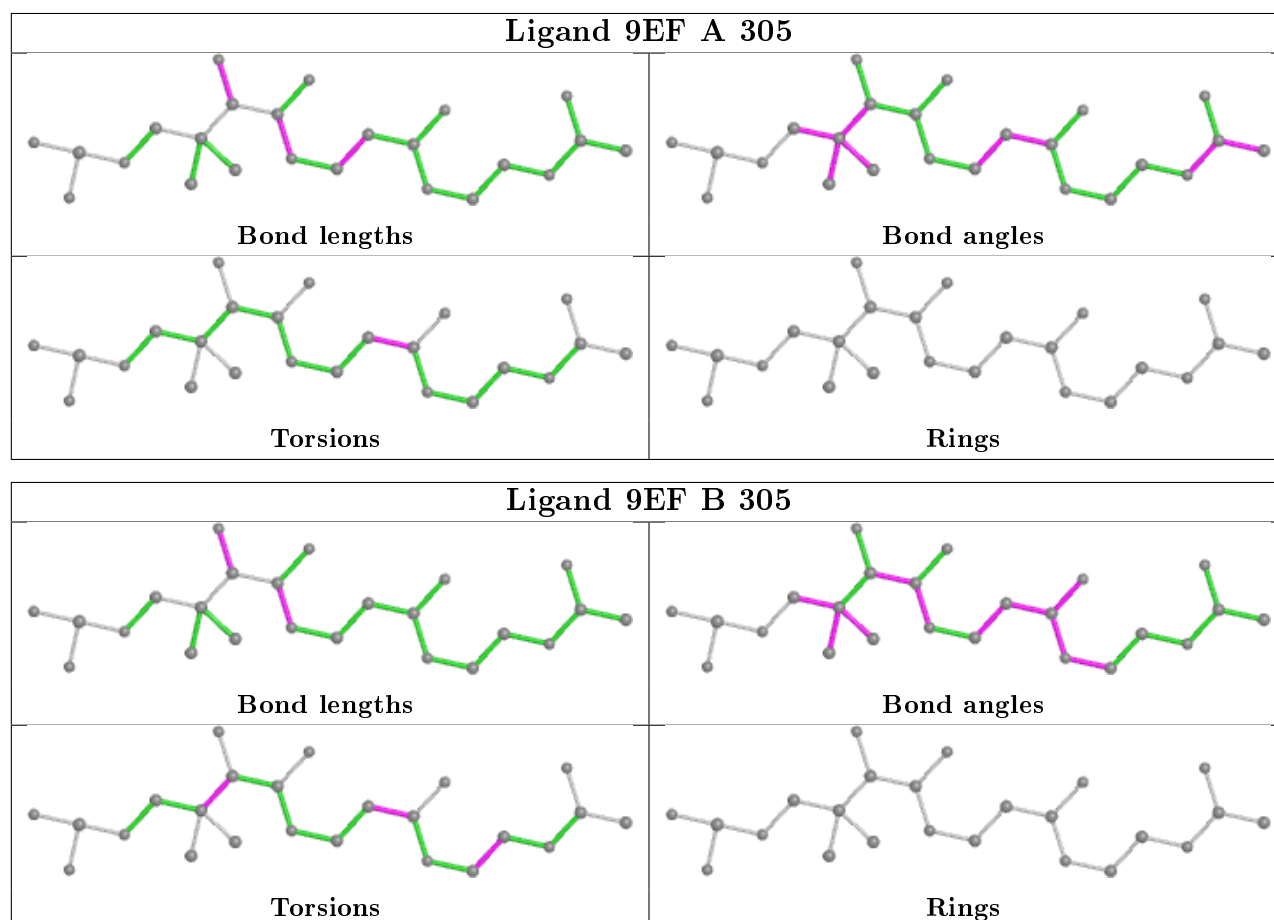 Ligand 9EF A 305
Bond lengths
Bond angles
Torsions
Rings
Ligand 9EF B 305
Bond lengths
Bond angles
Torsions
Rings